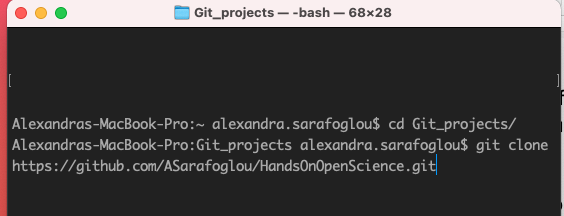 Git_projects — -bash — 68×28
[ ]
Alexandras-MacBook-Pro:~ alexandra.sarafoglou$ cd Git_projects/
Alexandras-MacBook-Pro:Git_projects alexandra.sarafoglou$ git clone
https://github.com/ASarafoglou/HandsOnOpenScience.git